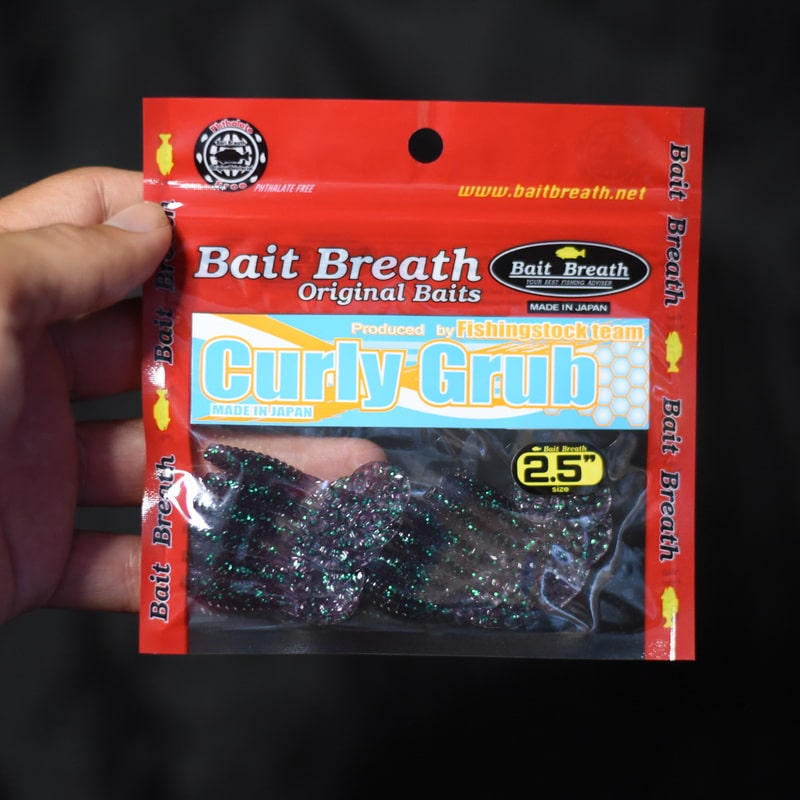 Phthalate
FREE
PHTHALATE FREE
www.baitbreath.net
Bait Breath
Original Baits
Bait Breath
YOUR BEST FISHING ADVISER
MADE IN JAPAN
Produced by Fishingstock team
Curly Grub
MADE IN JAPAN
Bait Breath
2.5"
size
Bait Breath
Bait Breath
Bait Breath
Bait Breath